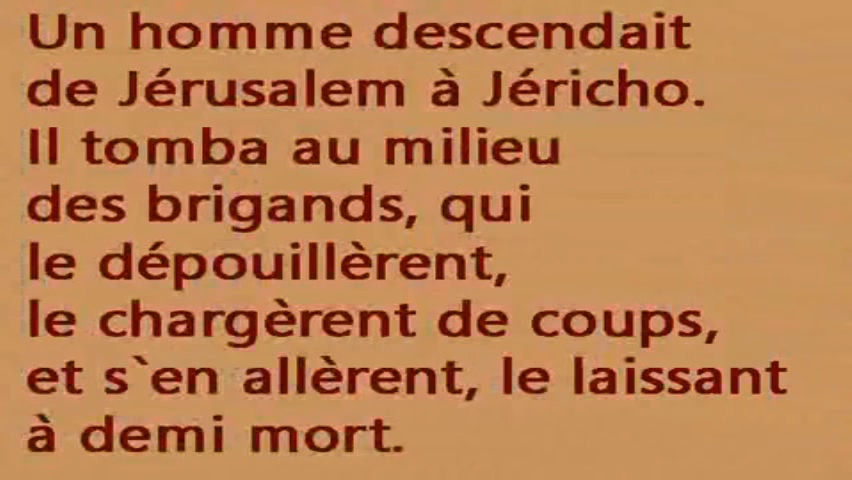 Un homme descendait
de Jérusalem à Jéricho.
Il tomba au milieu
des brigands, qui
le dépouillèrent,
le chargèrent de coups,
et s`en allèrent, le laissant
à demi mort.